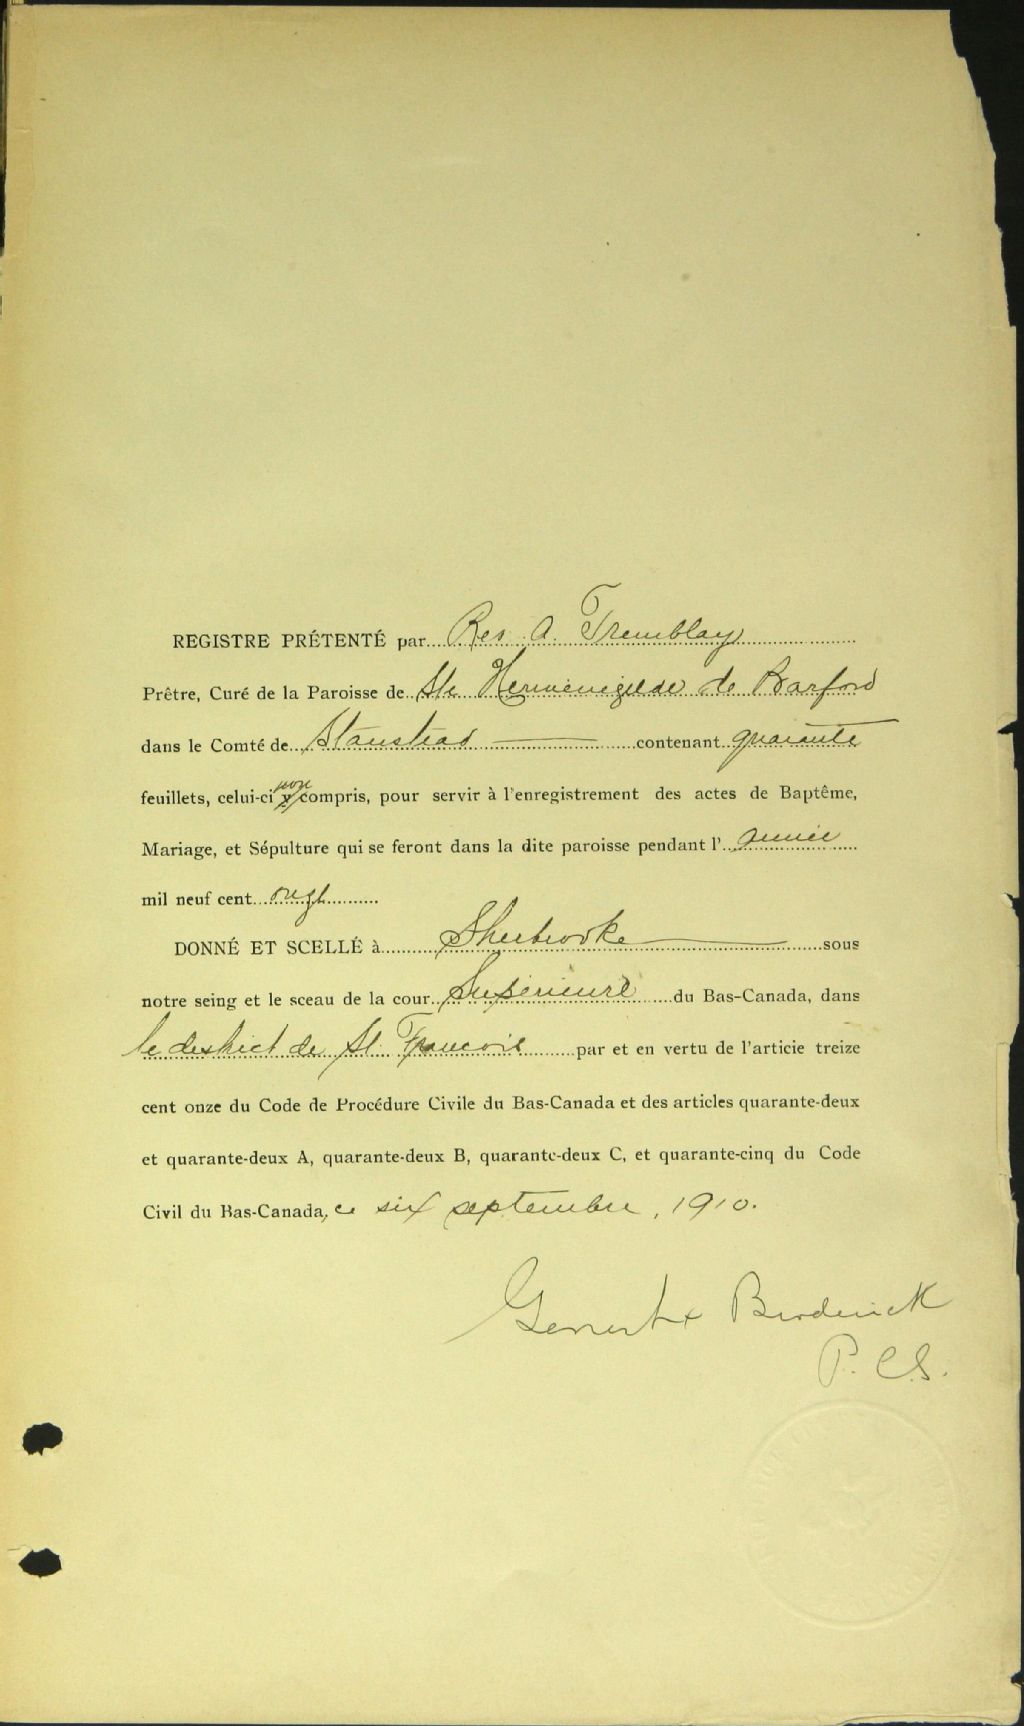 REGISTRE PRÉTENTÉ par Rev. A. Tremblay
Prêtre, Curé de la Paroisse de Ste Herménégilde de Barford
dans le Comté de Stanstead contenant quarante
feuillets, celui-ci non compris, pour servir à l'enregistrement des actes de Baptême,
Mariage, et Sépulture qui se feront dans la dite paroisse pendant l' année
mil neuf cent onze
DONNÉ ET SCELLÉ à Sherbrooke sous
notre seing et le sceau de la cour Supérieure du Bas-Canada, dans
le district de St. Francois par et en vertu de l'articie treize
cent onze du Code de Procédure Civile du Bas-Canada et des articles quarante-deux
et quarante-deux A, quarante-deux B, quarante-deux C, et quarante-cinq du Code
Civil du Bas-Canada, ce six septembre, 1910.
Broderick
P. C.S.